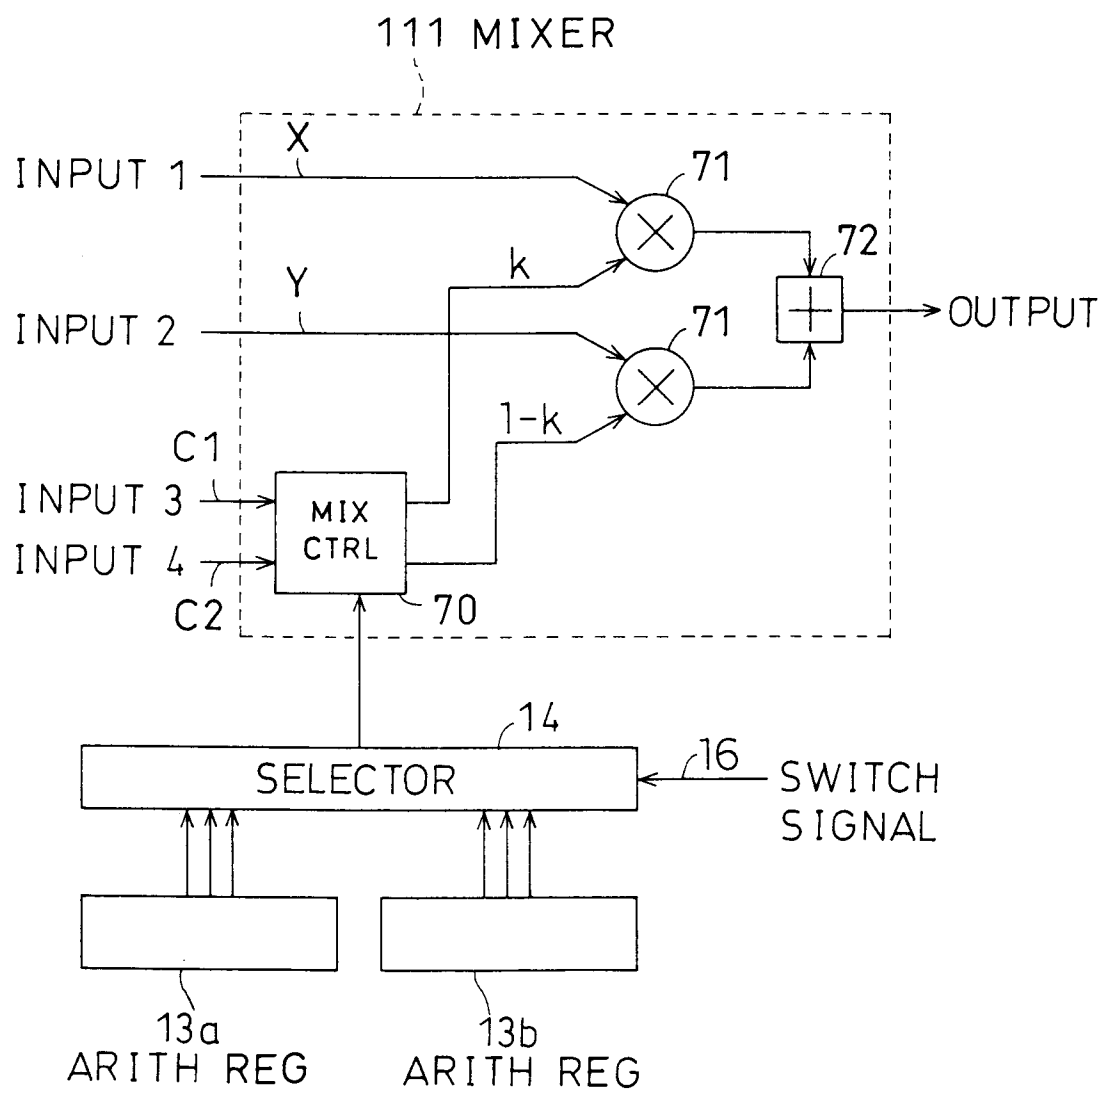 111 MIXER
X
INPUT 1
71
k
72
Y
INPUT 2
71
OUTPUT
1-k
C1
INPUT 3
MIX
CTRL
INPUT 4
C2
70
14
SELECTOR
16
SWITCH
SIGNAL
13a
ARITH REG
13b
ARITH REG